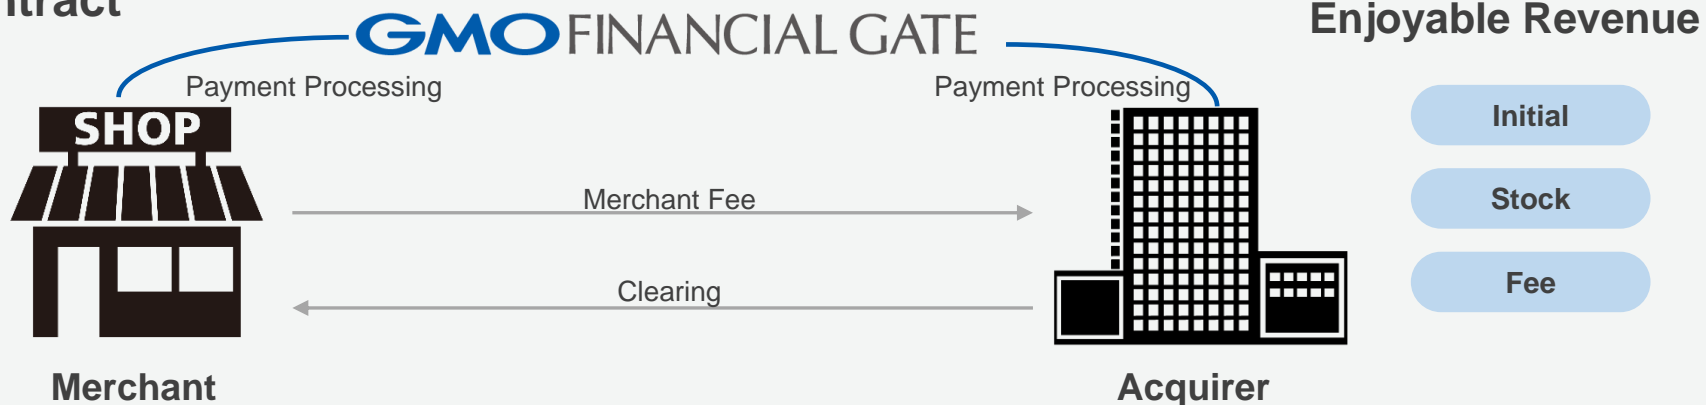 Enjoyable Revenue
GMO FINANCIAL GATE
Payment Processing
Payment Processing
SHOP
Initial
Merchant Fee
Stock
Clearing
Fee
Merchant
Acquirer